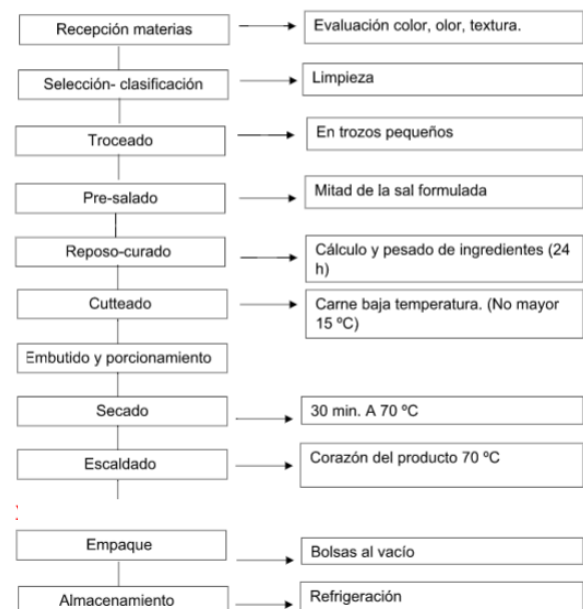 Recepción materias
Evaluación color, olor, textura.
Selección- clasificación
Limpieza
Troceado
En trozos pequeños
Pre-salado
Mitad de la sal formulada
Reposo-curado
Cálculo y pesado de ingredientes (24
h)
Cutteado
Carne baja temperatura. (No mayor
15 ºC)
Embutido y porcionamiento
Secado
30 min. A 70 ºC
Escaldado
Corazón del producto 70 ºC
Empaque
Bolsas al vacío
Almacenamiento
Refrigeración